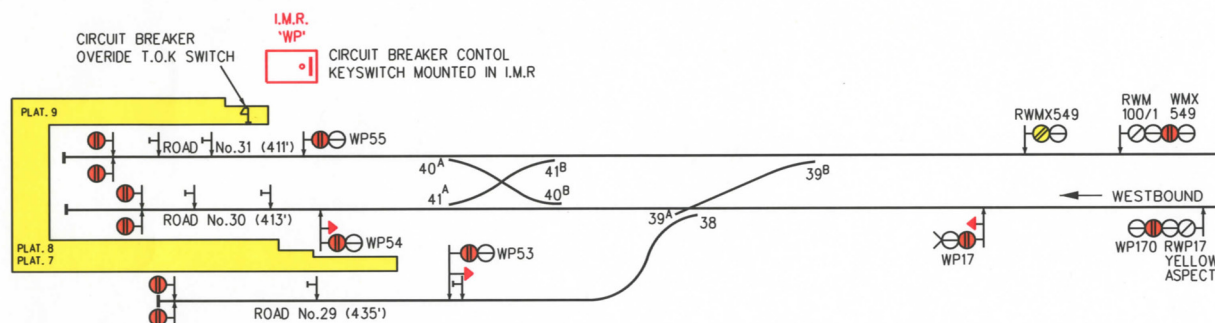 I.M.R.
'WP'
CIRCUIT BREAKER
OVERIDE T.O.K SWITCH
CIRCUIT BREAKER CONTOL
KEYSWITCH MOUNTED IN I.M.R
PLAT. 9
ROAD No.31 (411')
WP55
RWMX549
RWM
100/1
WMX
549
40A
41B
41A
40B
39B
ROAD No.30 (413')
39A
38
WESTBOUND
WP54
WP53
WP17
WP170
RWP17
YELLOW
ASPECT
PLAT. 8
PLAT. 7
ROAD No.29 (435')